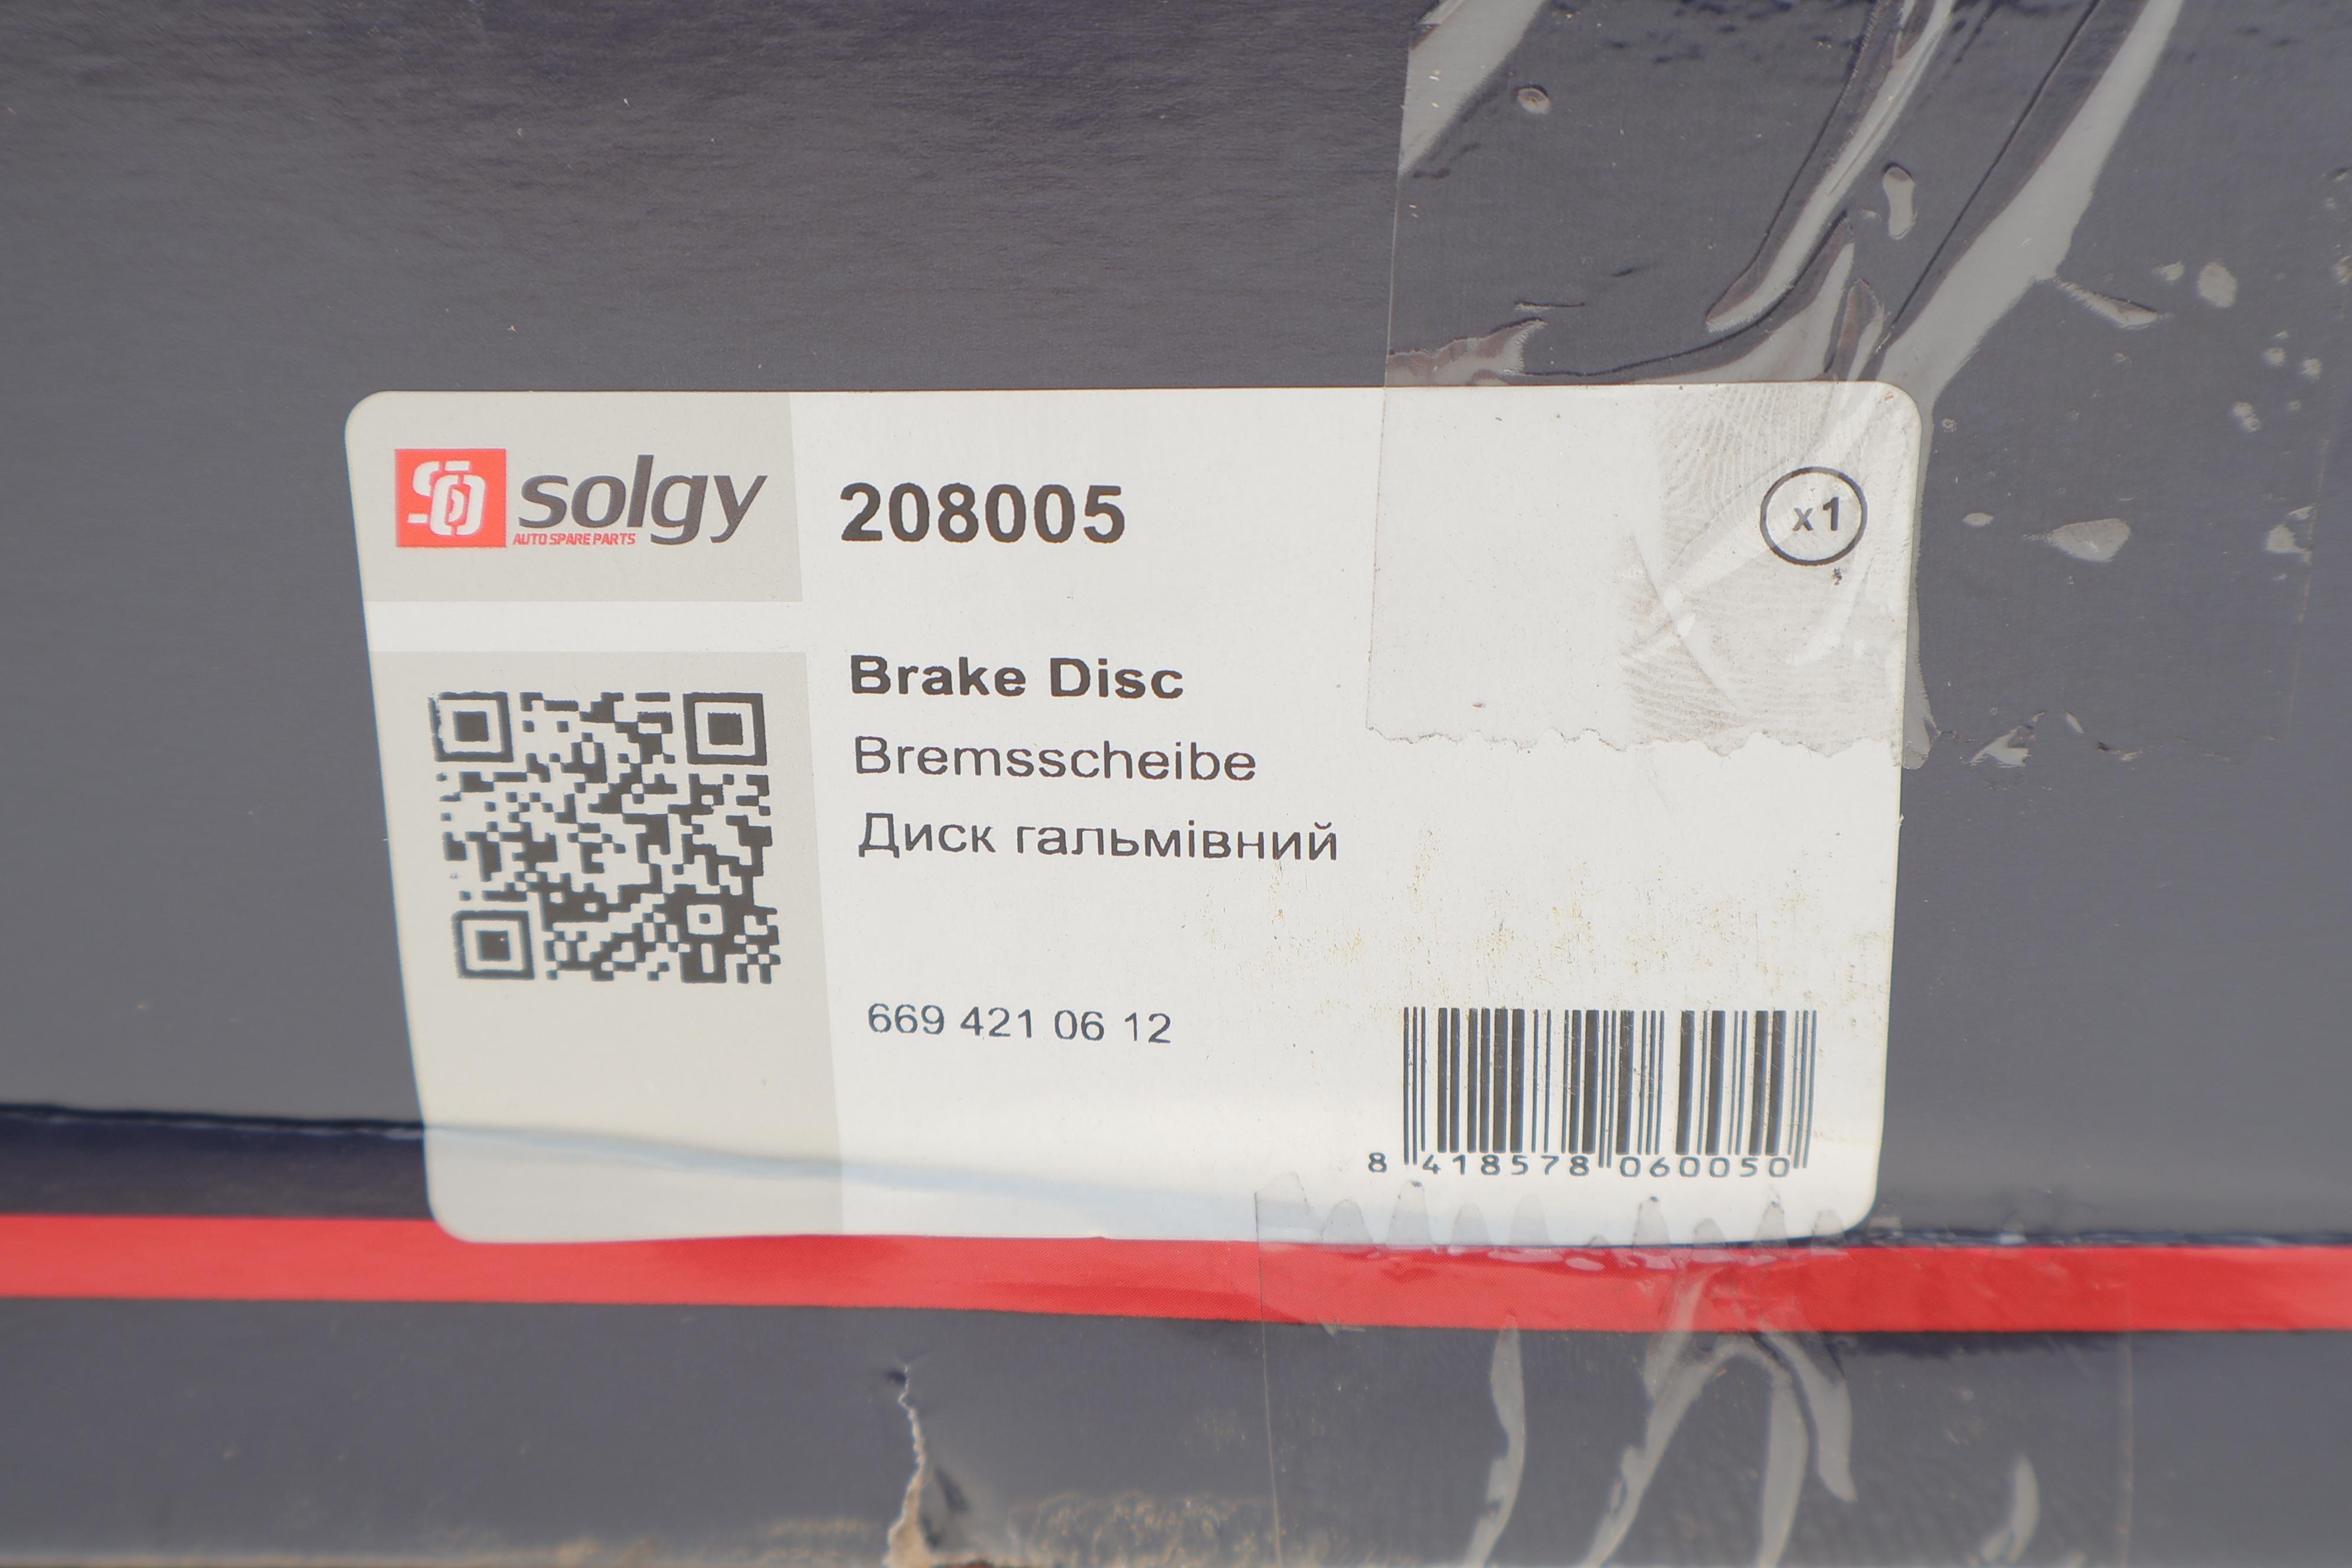 solgy
AUTO SPARE PARTS
208005
x1
Brake Disc
Bremsscheibe
Диск гальмівний
669 421 06 12
8 418578 060050